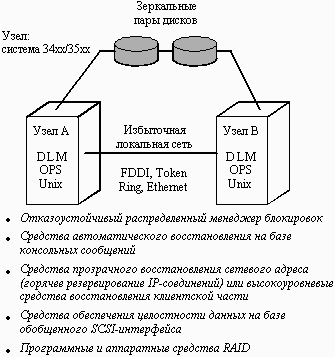 Зеркальные
пары дисков
Узел:
система 34xx/35xx
Узел А
DLM
OPS
Unix
Избыточная
локальная сеть
FDDI, Token
Ring, Ethernet
Узел В
DLM
OPS
Unix
• Отказоустойчивый распределенный менеджер блокировок
• Средства автоматического восстановления на базе
консольных сообщений
• Средства прозрачного восстановления сетевого адреса
(горячее резервирование IP-соединений) или высокоуровневые
средства восстановления клиентской части
• Средства обеспечения целостности данных на базе
обобщенного SCSI-интерфейса
• Программные и аппаратные средства RAID